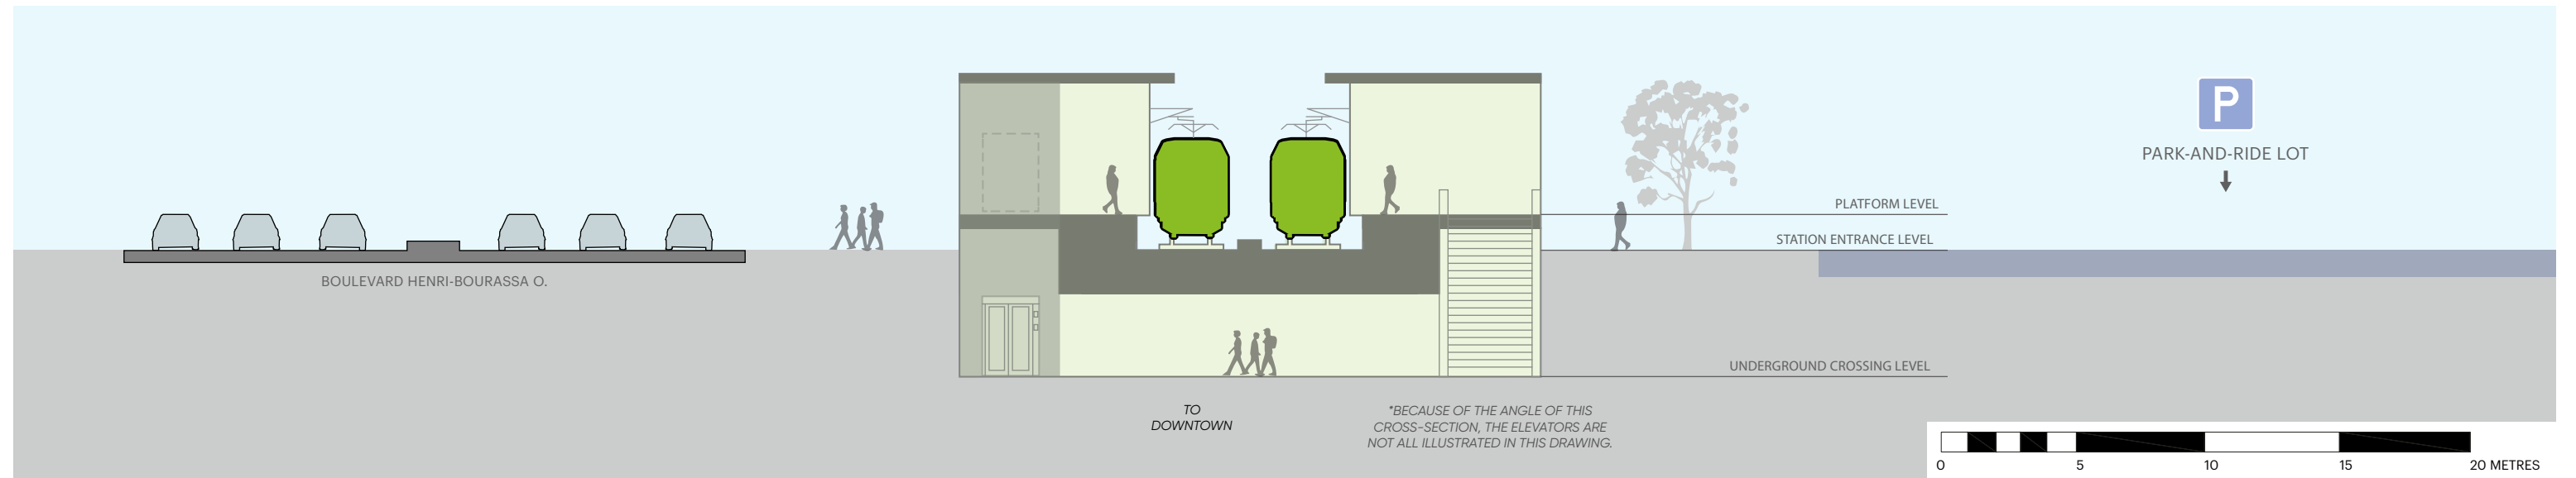 P
PARK-AND-RIDE LOT
PLATFORM LEVEL
STATION ENTRANCE LEVEL
BOULEVARD HENRI-BOURASSA O.
UNDERGROUND CROSSING LEVEL
TO
DOWNTOWN
*BECAUSE OF THE ANGLE OF THIS
CROSS-SECTION, THE ELEVATORS ARE
NOT ALL ILLUSTRATED IN THIS DRAWING.
0 5 10 15 20 METRES